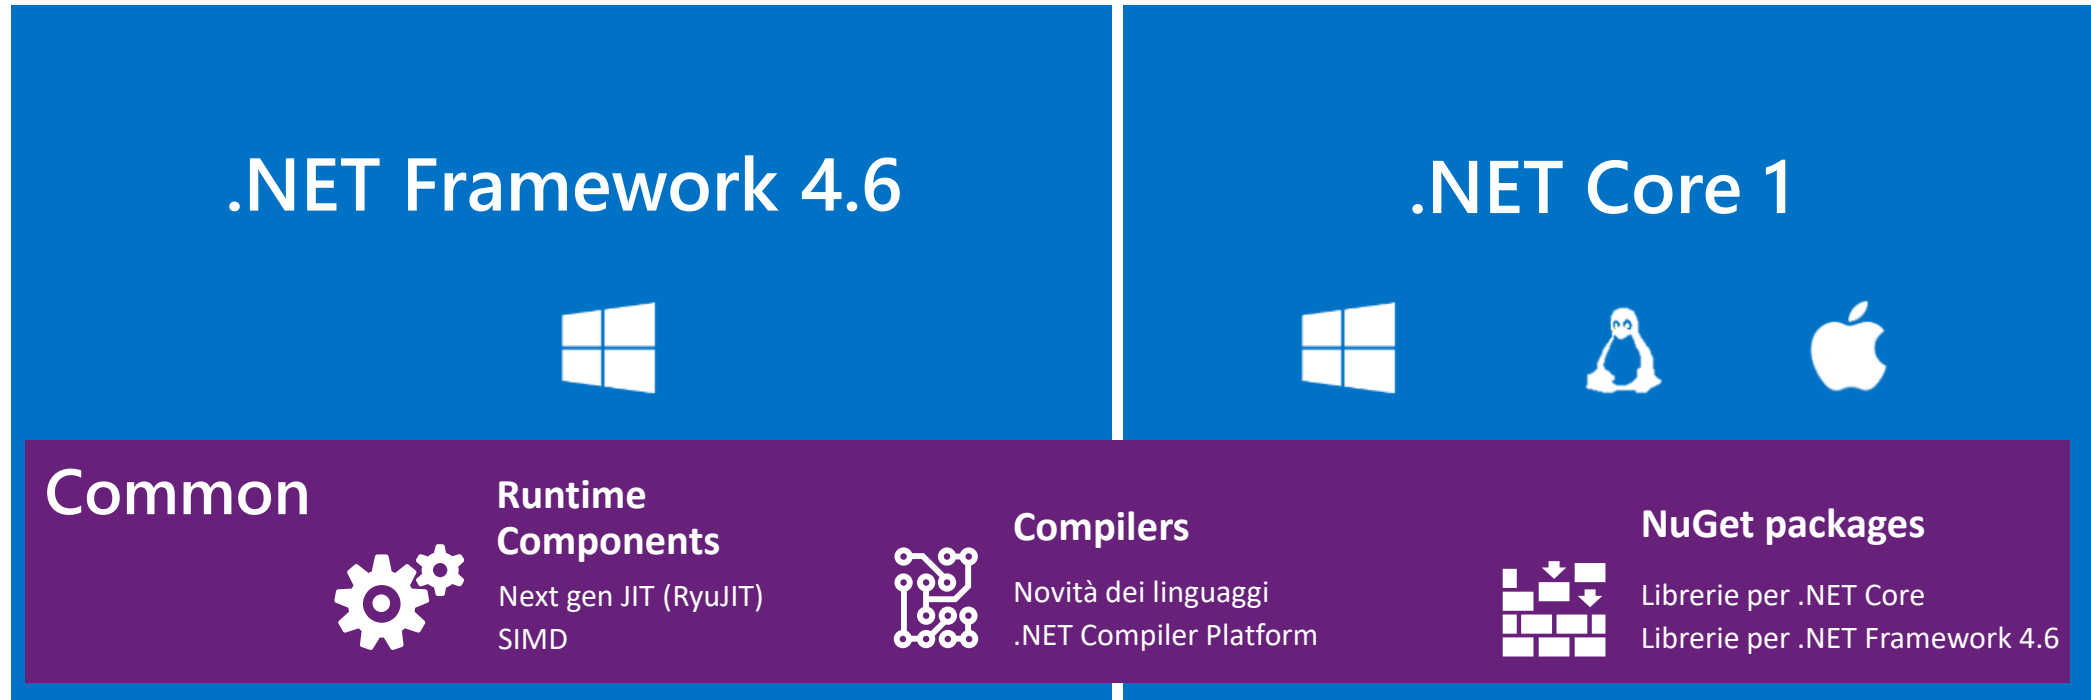 .NET Framework 4.6
.NET Core 1
Common
Runtime
Components
Next gen JIT (RyuJIT)
SIMD
Compilers
Novità dei linguaggi
.NET Compiler Platform
NuGet packages
Librerie per .NET Core
Librerie per .NET Framework 4.6